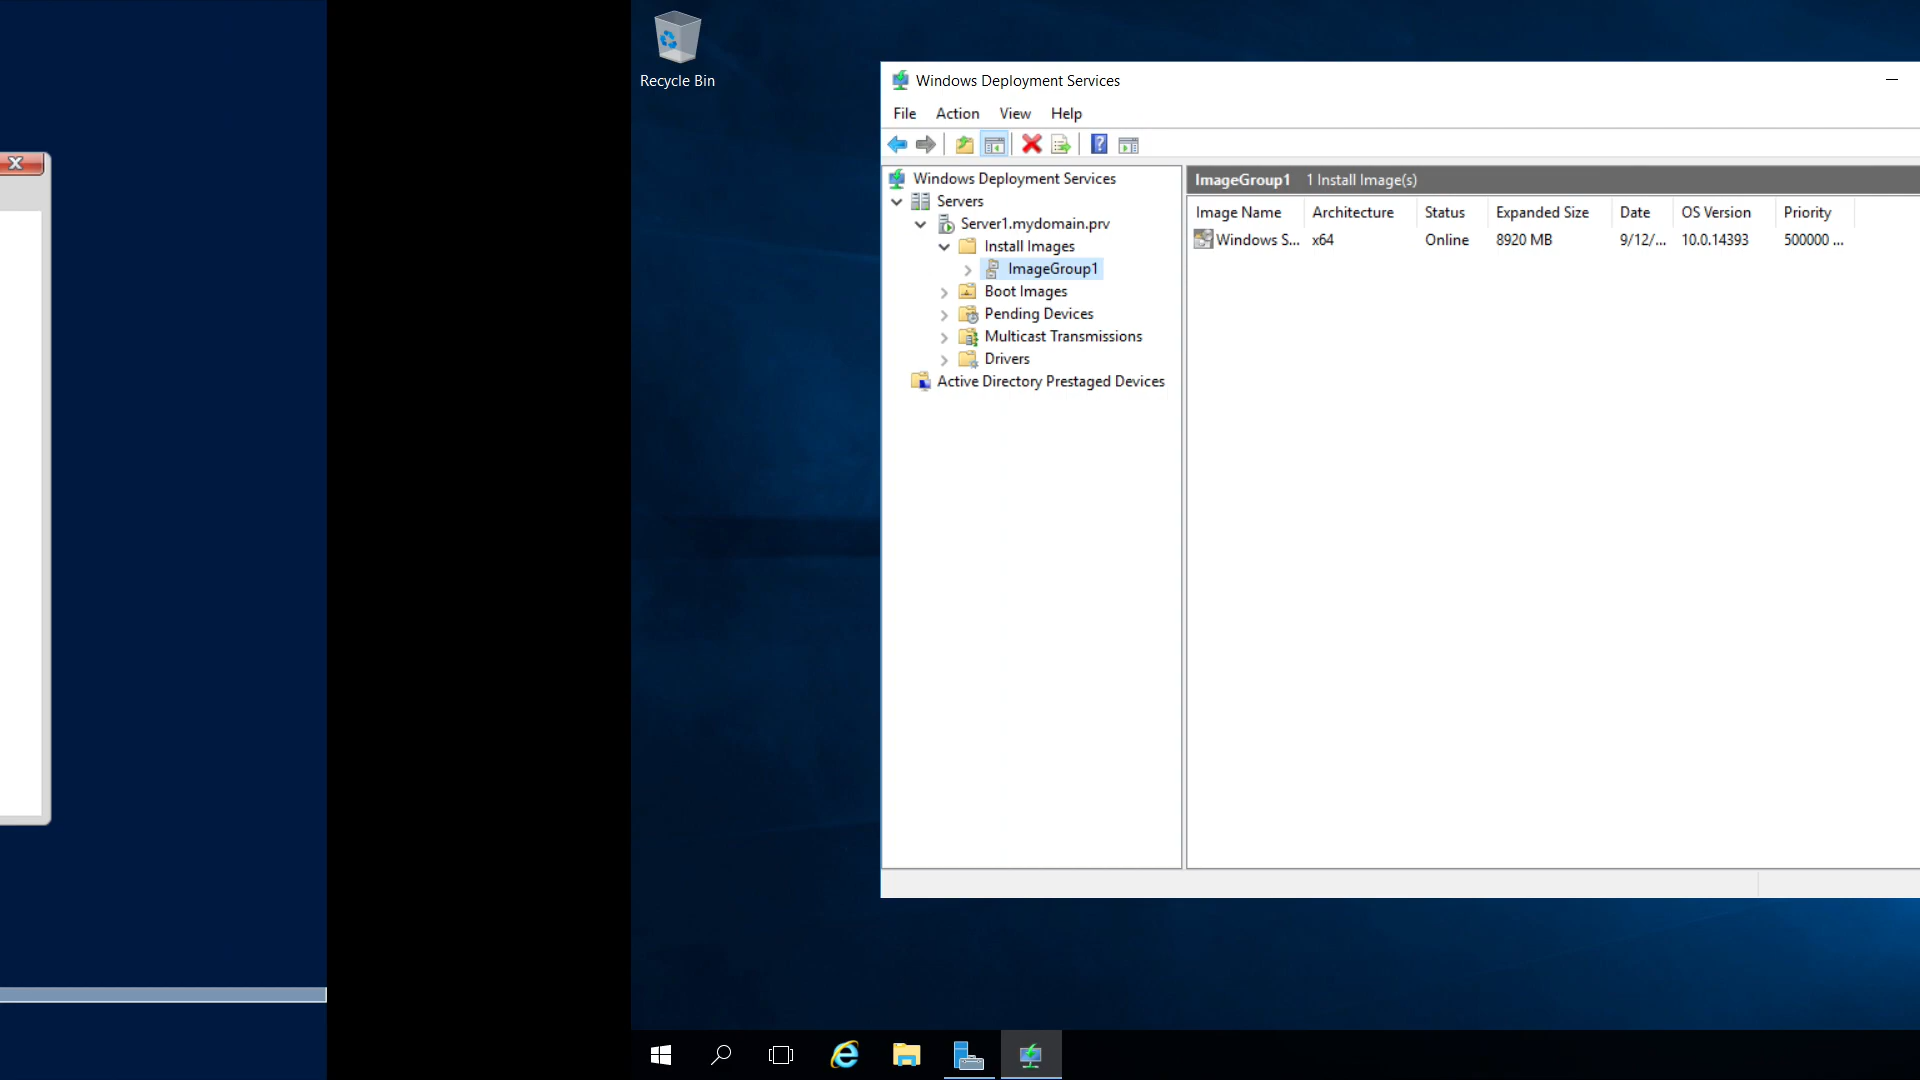 Recycle Bin
Windows Deployment Services
File Action View Help
Windows Deployment Services
Servers
Server1.mydomain.prv
Install Images
ImageGroup1
Boot Images
Pending Devices
Multicast Transmissions
Drivers
Active Directory Prestaged Devices
ImageGroup1 1 Install Image(s)
Image Name Architecture Status Expanded Size Date OS Version Priority
Windows S... x64 Online 8920 MB 9/12/... 10.0.14393 500000 ...